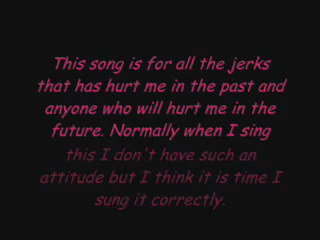 This song is for all the jerks
that has hurt me in the past and
anyone who will hurt me in the
future. Normally when I sing
this I don't have such an
attitude but I think it is time I
sung it correctly.